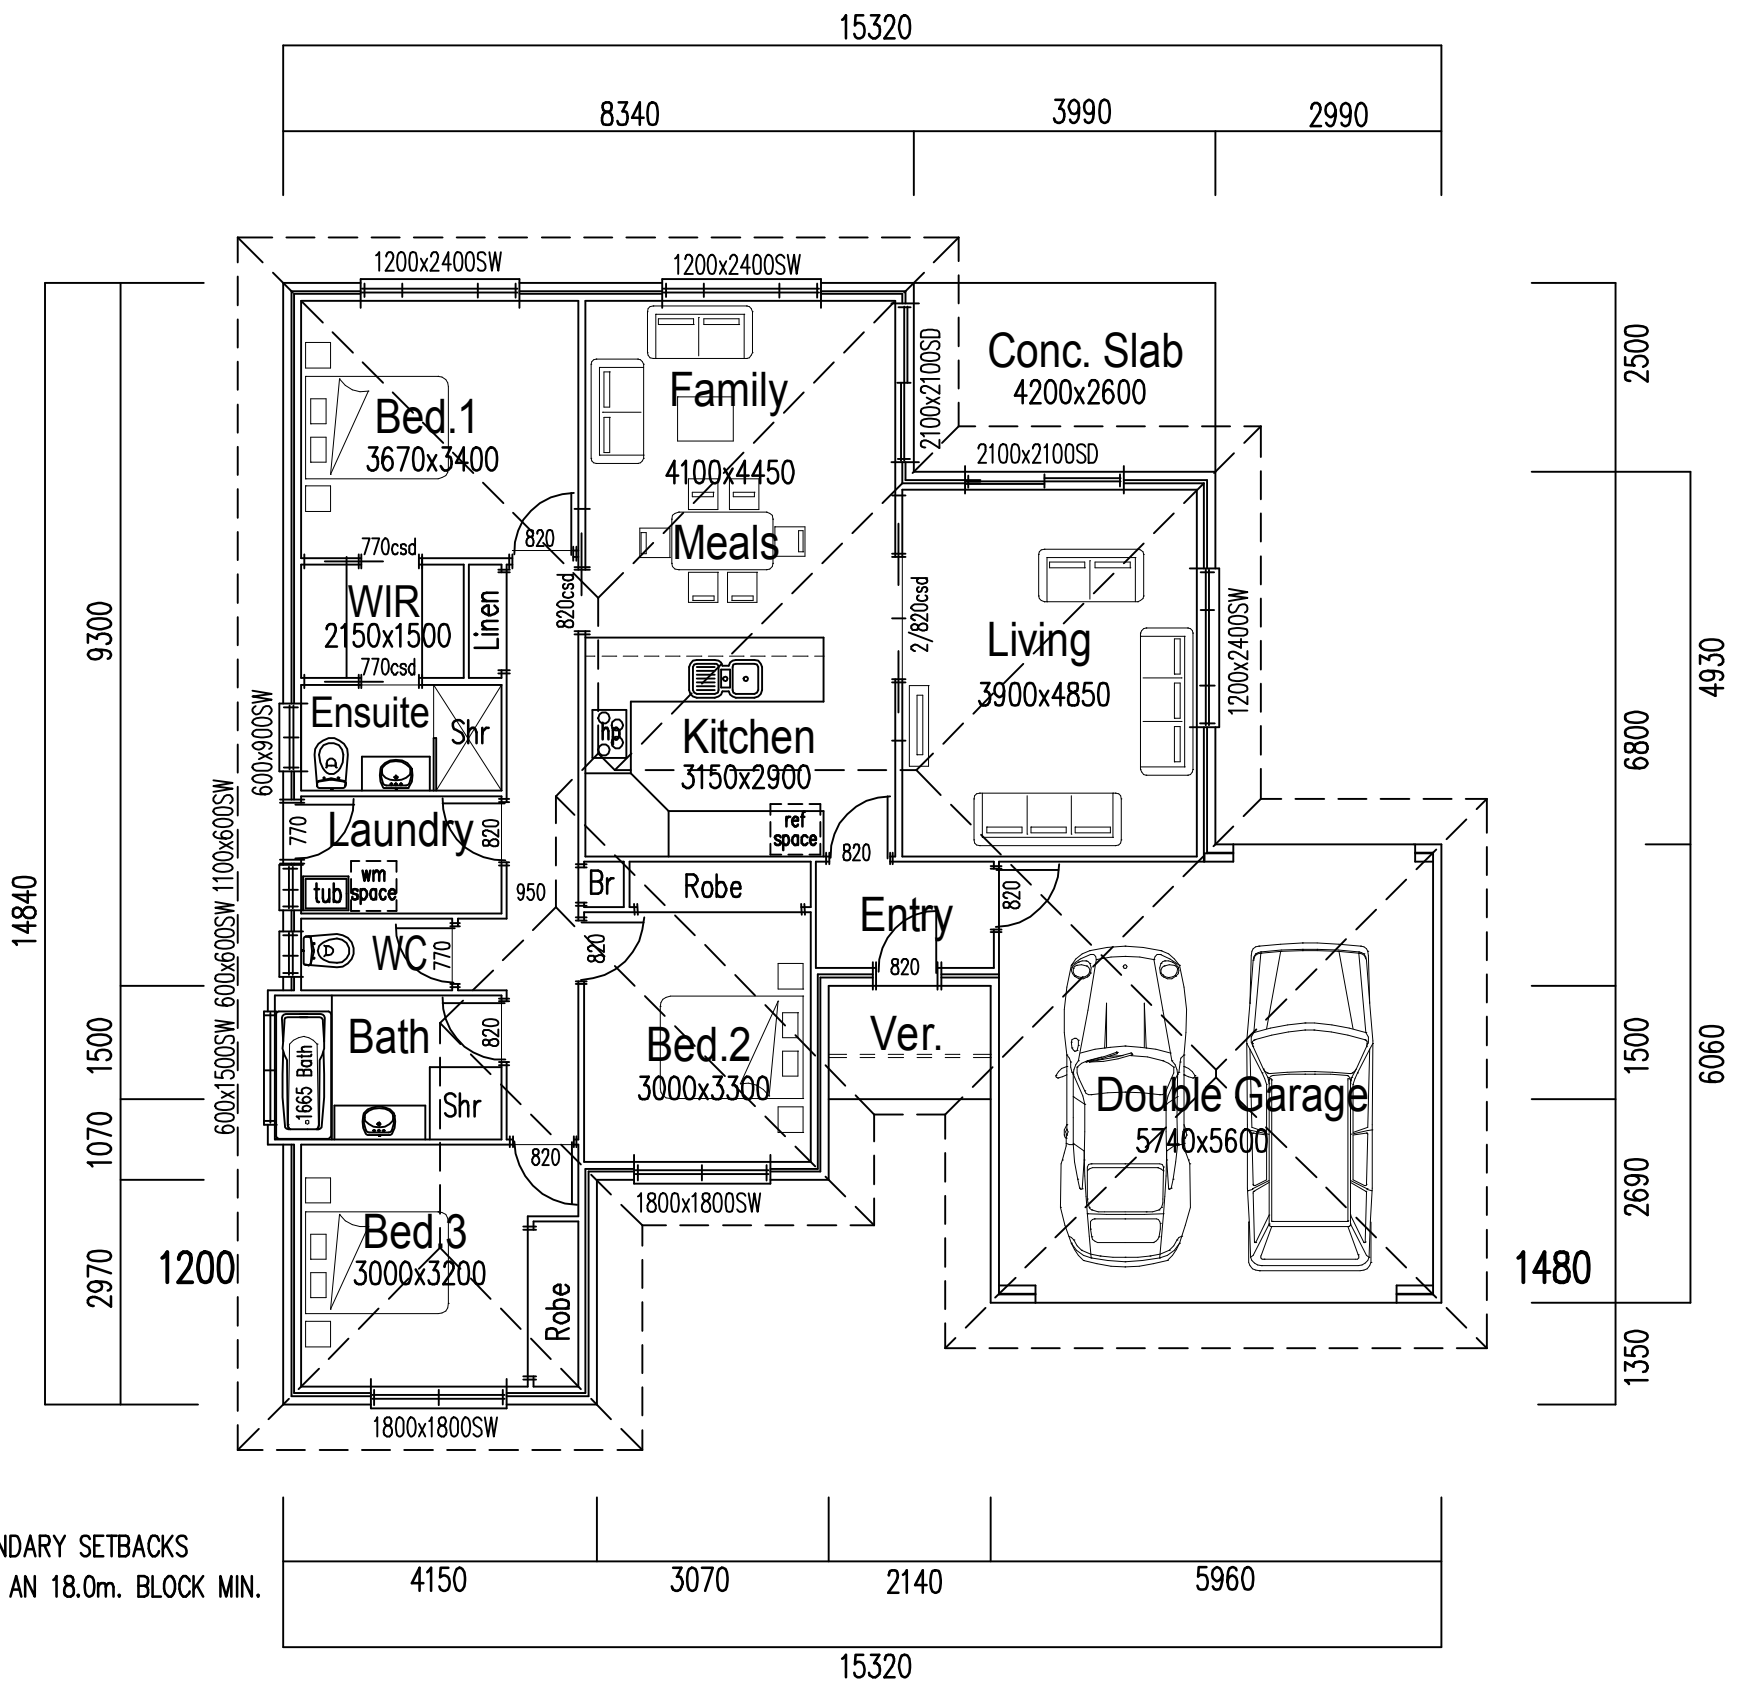 15320
8340
3990
2990
1200x2400SW
1200x2400SW
2500
Conc. Slab
4200x2600
2100x2100SD
2100x2100SD
Family
Bed.1
3670x3400
4100x4450
Meals
820
770csd
820csd
WIR
2150x1500
Linen
770csd
2/820csd
Living
3900x4850
1200x2400SW
9300
4930
6800
600x900SW
Ensuite
Shr
hp
Kitchen
3150x2900
ref
space
820
770
Laundry
820
tub
wm
space
950
Br
Robe
Entry
820
820
14840
1100x600SW
600x600SW
600x1500SW
WC
770
820
Bath
820
1665 Bath
Shr
Bed.2
3000x3300
Ver.
Double Garage
5740x5600
1500
1070
2970
1500
6060
2690
1350
820
1800x1800SW
Bed.3
3000x3200
Robe
1200
1480
1800x1800SW
NDARY SETBACKS
AN 18.0m. BLOCK MIN.
4150
3070
2140
5960
15320